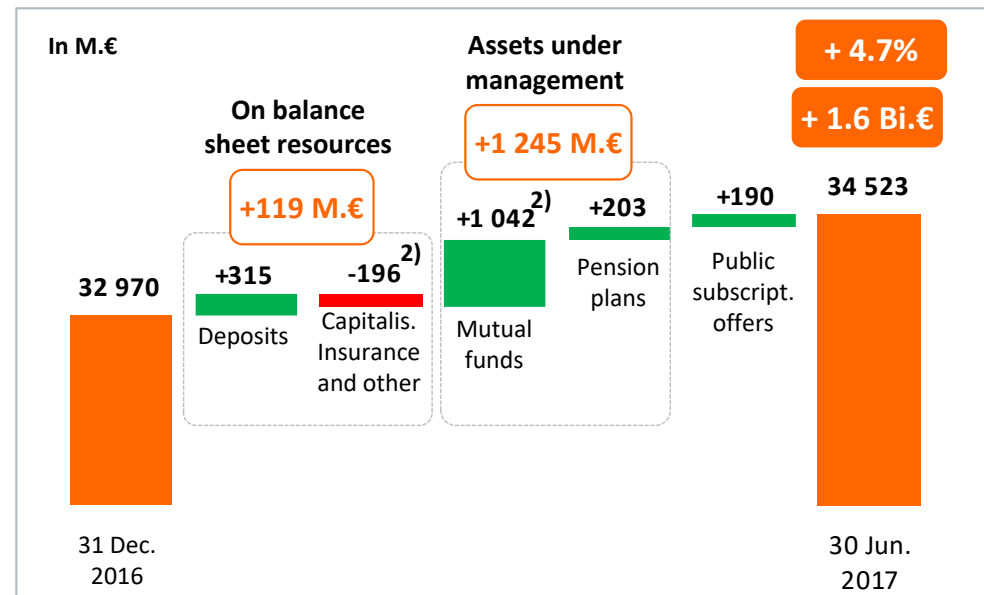 In M.€
On balance
sheet resources
+119 M.€
Assets under
management
+1 245 M.€
+ 4.7%
+ 1.6 Bi.€
32 970
+315
Deposits
-196 2)
Capitalis.
Insurance
and other
+1 042 2)
Mutual
funds
+203
Pension
plans
+190
Public
subscript.
offers
34 523
31 Dec.
2016
30 Jun.
2017